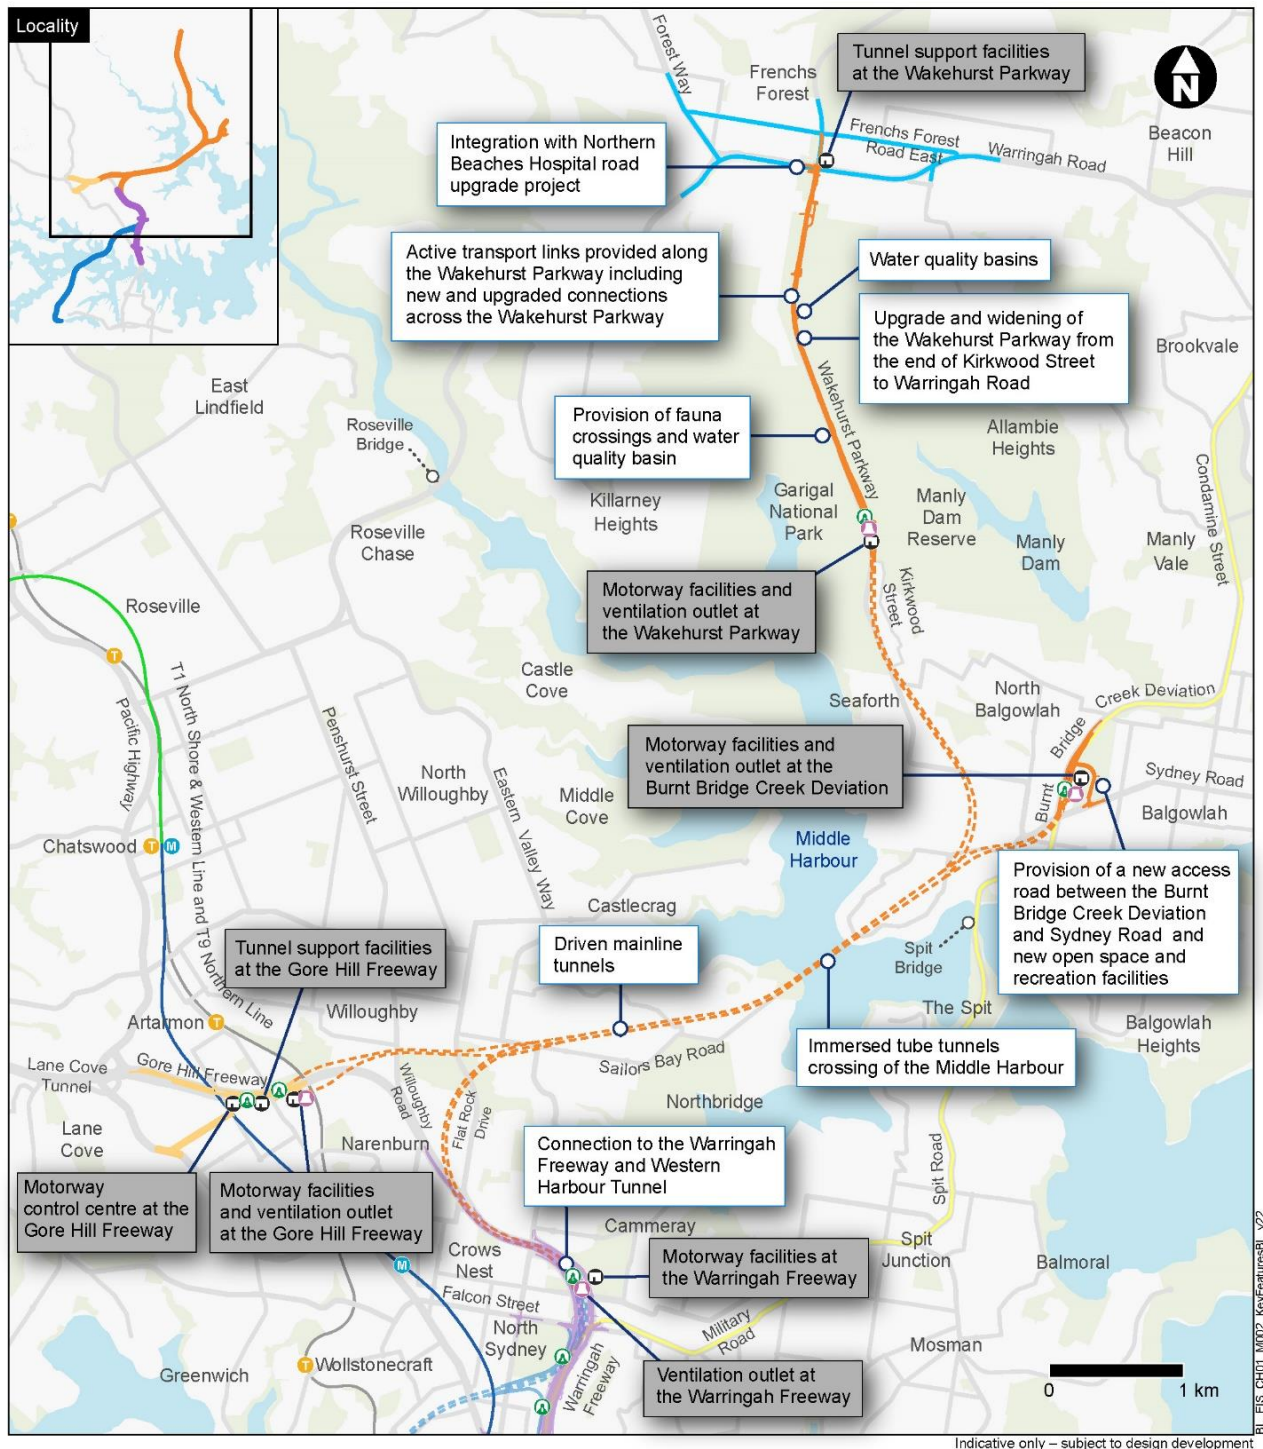 Locality
Forest Way
Frenchs
Forest
Tunnel support facilities
at the Wakehurst Parkway
N
Beacon
Hill
Integration with Northern
Beaches Hospital road
upgrade project
Frenchs Forest
Road East
Warringah Road
Active transport links provided along
the Wakehurst Parkway including
new and upgraded connections
across the Wakehurst Parkway
Water quality basins
Upgrade and widening of
the Wakehurst Parkway from
the end of Kirkwood Street
to Warringah Road
Brookvale
East
Lindfield
Roseville
Bridge
Provision of fauna
crossings and water
quality basin
Wakehurst Parkway
Allambie
Heights
Condamine Street
Killarney
Heights
Garigal
National
Park
Manly
Dam
Reserve
Manly
Dam
Manly
Vale
Roseville
Chase
Motorway facilities and
ventilation outlet at
the Wakehurst Parkway
Kirkwood
Street
Roseville
T
T1 North Shore & Western Line and T9 Northern Line
Pacific Highway
Penshurst Street
Castle
Cove
Seaforth
North
Balgowlah
Burnt Bridge Creek Deviation
Motorway facilities and
ventilation outlet at the
Burnt Bridge Creek Deviation
Sydney Road
Balgowlah
North
Willoughby
Eastern Valley Way
Middle
Cove
Middle
Harbour
Chatswood
T
M
Provision of a new access
road between the Burnt
Bridge Creek Deviation
and Sydney Road and
new open space and
recreation facilities
Castlecrag
Tunnel support facilities
at the Gore Hill Freeway
Driven mainline
tunnels
Spit
Bridge
The Spit
Willoughby
Artarmon
T
Balgowlah
Heights
Immersed tube tunnels
crossing of the Middle Harbour
Sailors Bay Road
Lane Cove
Tunnel
Gore Hill Freeway
Willoughby
Road
Flat Rock
Drive
Northbridge
Lane
Cove
Narenburn
Connection to the Warringah
Freeway and Western
Harbour Tunnel
Spit Road
Motorway
control centre at the
Gore Hill Freeway
Motorway facilities
and ventilation outlet
at the Gore Hill Freeway
Cammeray
Crows
Nest
M
Motorway facilities at
the Warringah Freeway
Spit
Junction
Balmoral
Falcon Street
North
Sydney
Military
Road
Mosman
Warringah
Freeway
Greenwich
T
Wollstonecraft
Ventilation outlet at
the Warringah Freeway
0
1 km
BL_EIS_CH01_M002_KeyFeaturesBL_v22
Indicative only – subject to design development